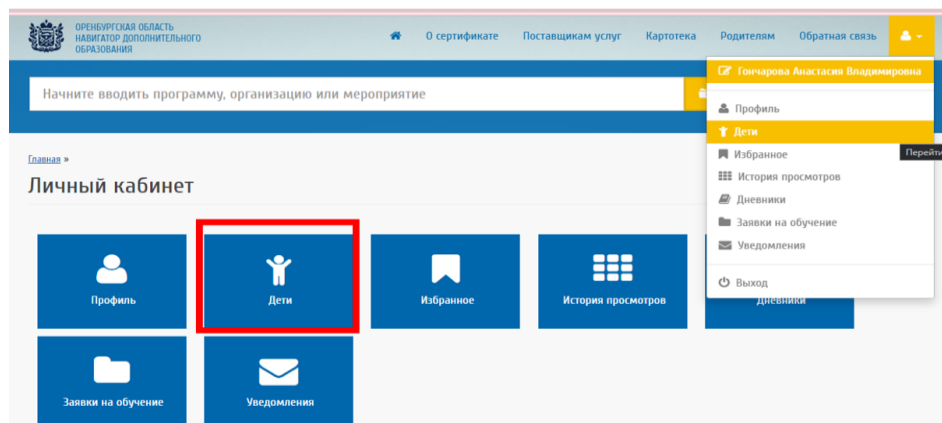 ОРЕНБУРГСКАЯ ОБЛАСТЬ
НАВИГАТОР ДОПОЛНИТЕЛЬНОГО
ОБРАЗОВАНИЯ
О сертификате Поставщикам услуг Картотека Родителям Обратная связь
Гончарова Анастасия Владимировна
Начните вводить программу, организацию или мероприятие
Профиль
Дети
Перейти
Избранное
История просмотров
Дневники
Заявки на обучение
Уведомления
Выход
Главная »
Личный кабинет
Профиль Дети Избранное История просмотров Дневники
Заявки на обучение Уведомления